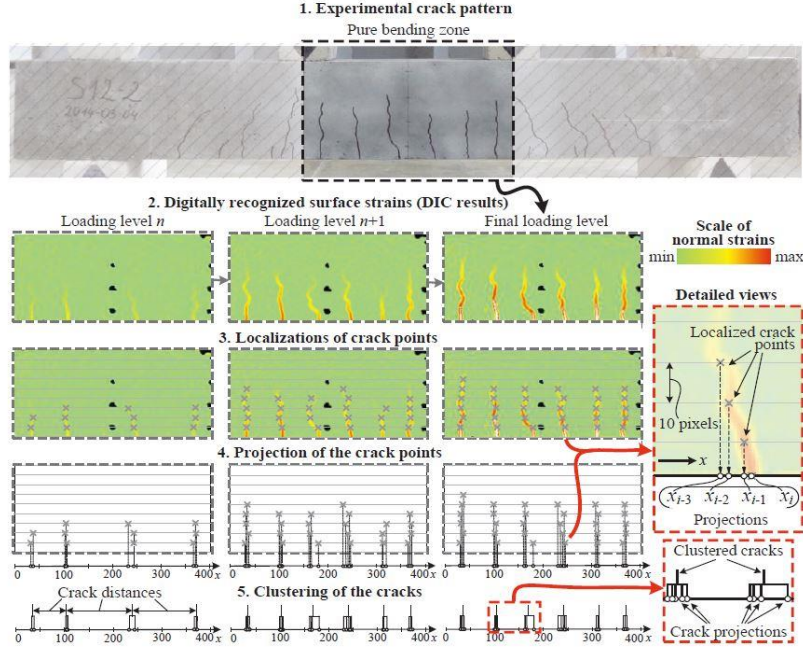 1. Experimental crack pattern
Pure bending zone
S12-2
2014-03-04
2. Digitally recognized surface strains (DIC results)
Loading level n
Loading level n+1
Final loading level
Scale of
normal strains
min
max
Detailed views
3. Localizations of crack points
Localized crack
points
10 pixels
x
4. Projection of the crack points
x_{t-3} x_{t-2} x_{t-1} x_t
Projections
0 100 200 300 400 x
0 100 200 300 400 x
0 100 200 300 400 x
Crack distances
5. Clustering of the cracks
Clustered cracks
Crack projections
0 100 200 300 400 x
0 100 200 300 400 x
0 100 200 300 400 x